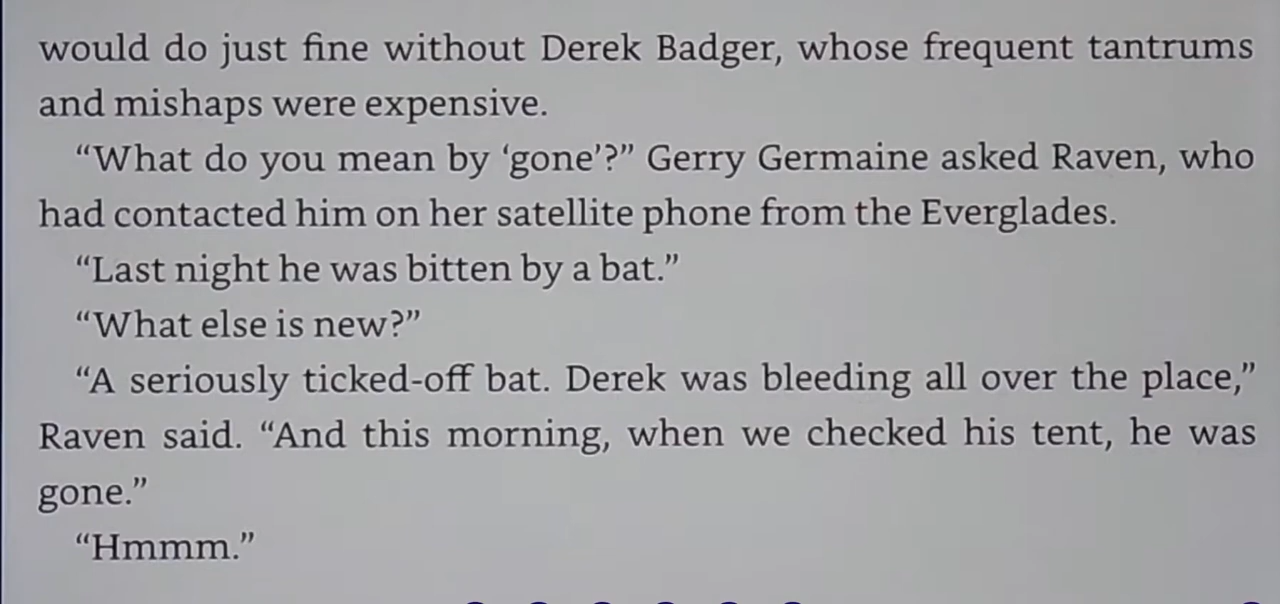 would do just fine without Derek Badger, whose frequent tantrums
and mishaps were expensive.
“What do you mean by ‘gone’?” Gerry Germaine asked Raven, who
had contacted him on her satellite phone from the Everglades.
“Last night he was bitten by a bat.”
“What else is new?”
“A seriously ticked-off bat. Derek was bleeding all over the place,”
Raven said. “And this morning, when we checked his tent, he was
gone.”
“Hmmm.”